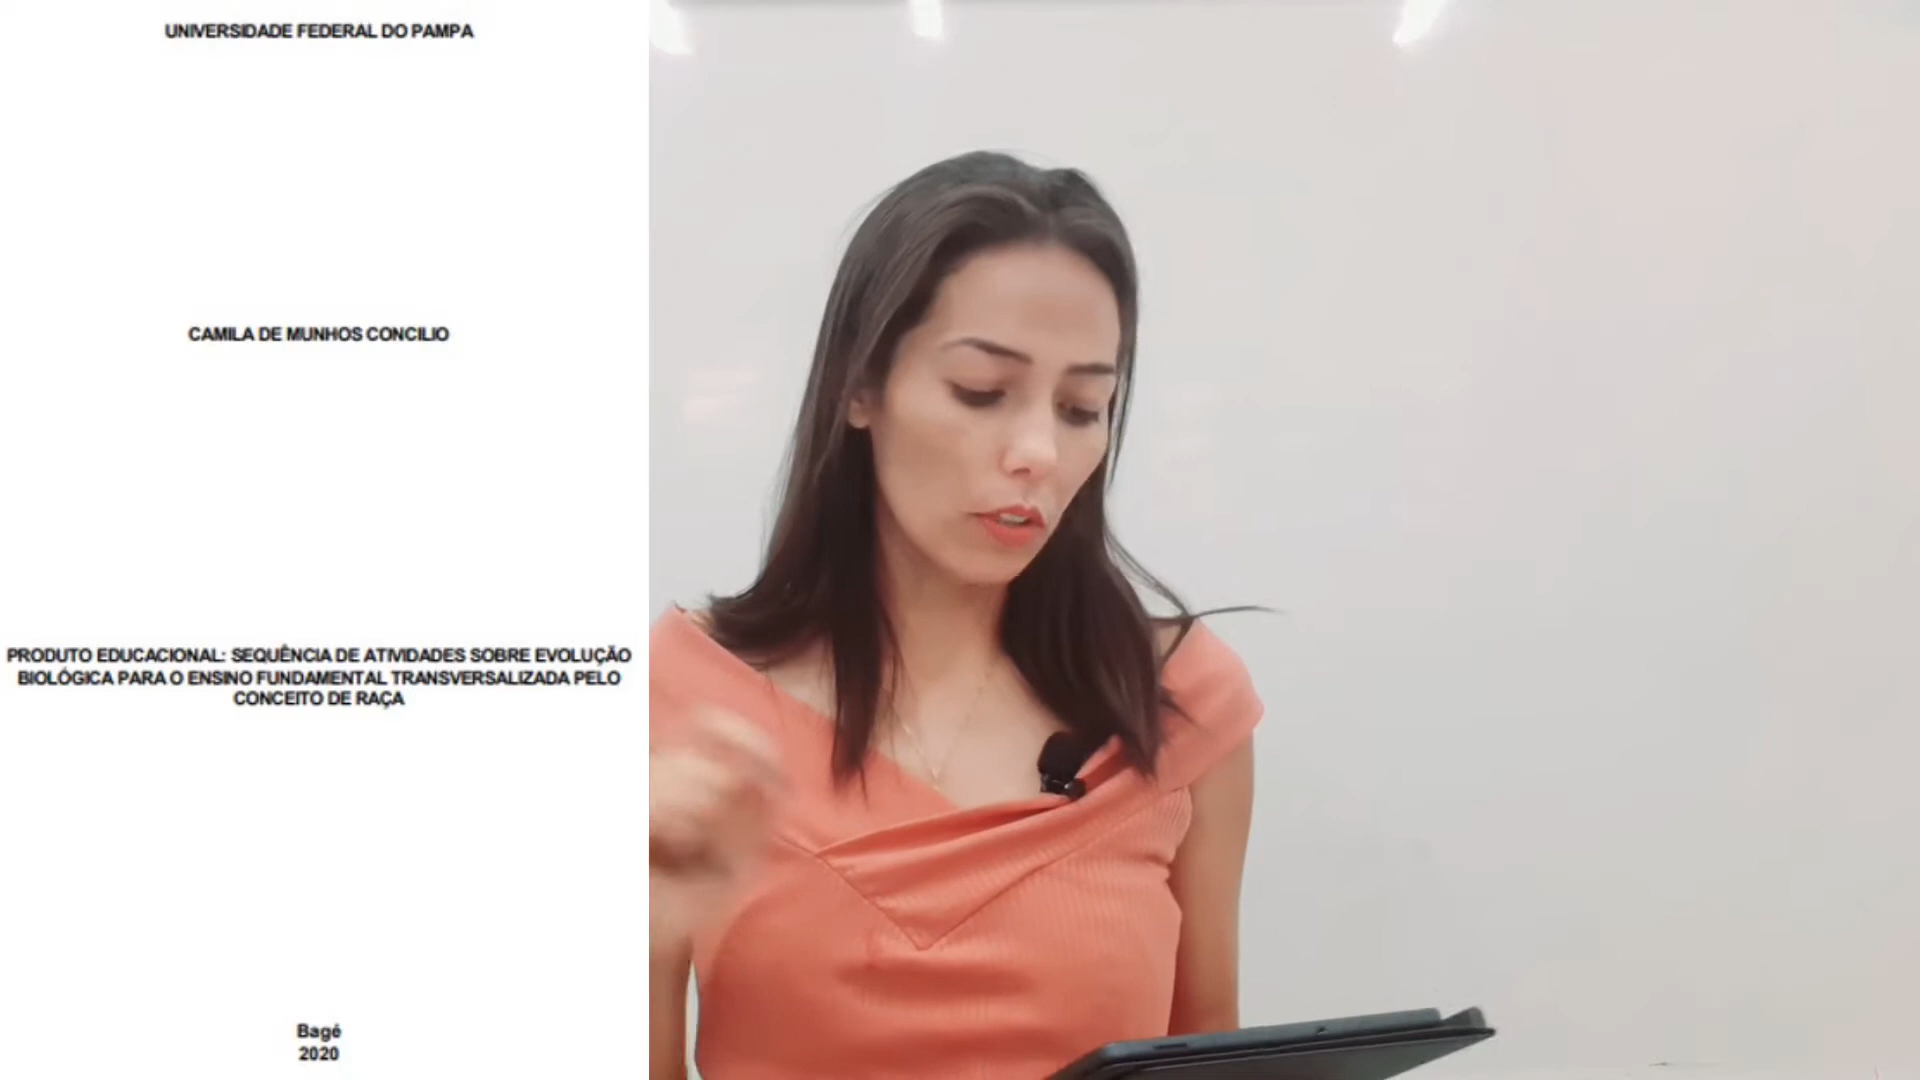 UNIVERSIDADE FEDERAL DO PAMPA
CAMILA DE MUNHOS CONCILIO
PRODUTO EDUCACIONAL: SEQUÊNCIA DE ATIVIDADES SOBRE EVOLUÇÃO
BIOLÓGICA PARA O ENSINO FUNDAMENTAL TRANSVERSALIZADA PELO
CONCEITO DE RAÇA
Bagé
2020